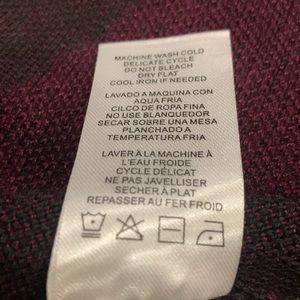 MACHINE WASH COLD
DELICATE CYCLE
DO NOT BLEACH
DRY FLAT
COOL IRON IF NEEDED
LAVADO A MAQUINA CON
AQUA FRIA
CILCO DE ROPA FINA
NO USE BLANQUEDOR
SECAR SOBRE UNA MESA
PLANCHADO A
TEMPERATURA FRIA
LAVER À LA MACHINE À
L'EAU FROIDE
CYCLE DÉLICAT
NE PAS JAVELLISER
SECHER À PLAT
REPASSER AU FER FROID